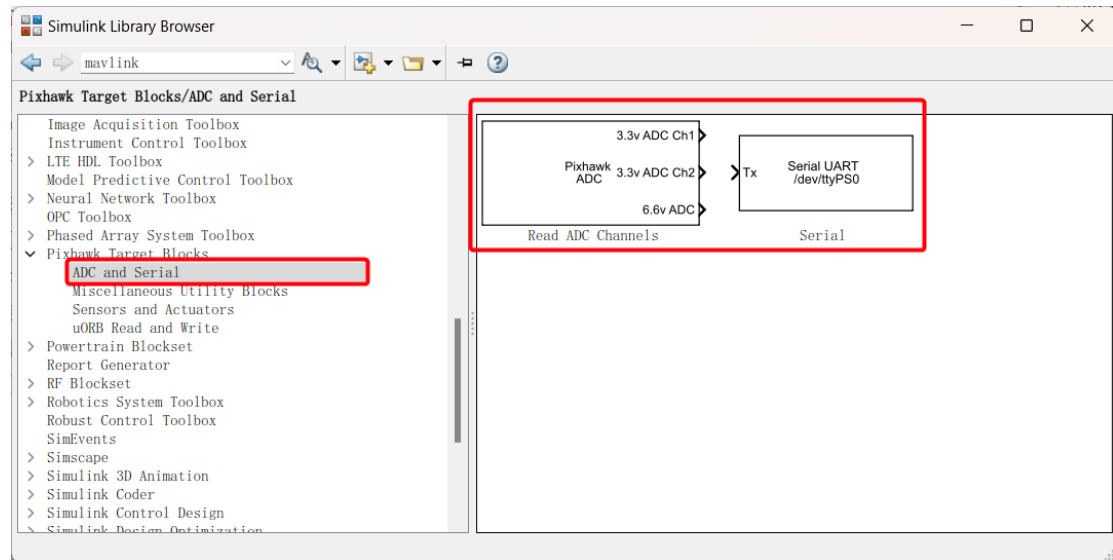 Simulink Library Browser
mavlink
Pixhawk Target Blocks/ADC and Serial
Image Acquisition Toolbox
Instrument Control Toolbox
LTE HDL Toolbox
Model Predictive Control Toolbox
Neural Network Toolbox
OPC Toolbox
Phased Array System Toolbox
Pixhawk Target Blocks
ADC and Serial
Miscellaneous Utility Blocks
Sensors and Actuators
uORB Read and Write
Powertrain Blockset
Report Generator
RF Blockset
Robotics System Toolbox
Robust Control Toolbox
SimEvents
Simscape
Simulink 3D Animation
Simulink Coder
Simulink Control Design
Simulink Design Optimization
3.3v ADC Ch1
Pixhawk
ADC
3.3v ADC Ch2
6.6v ADC
Read ADC Channels
Tx
Serial UART
/dev/ttyPS0
Serial